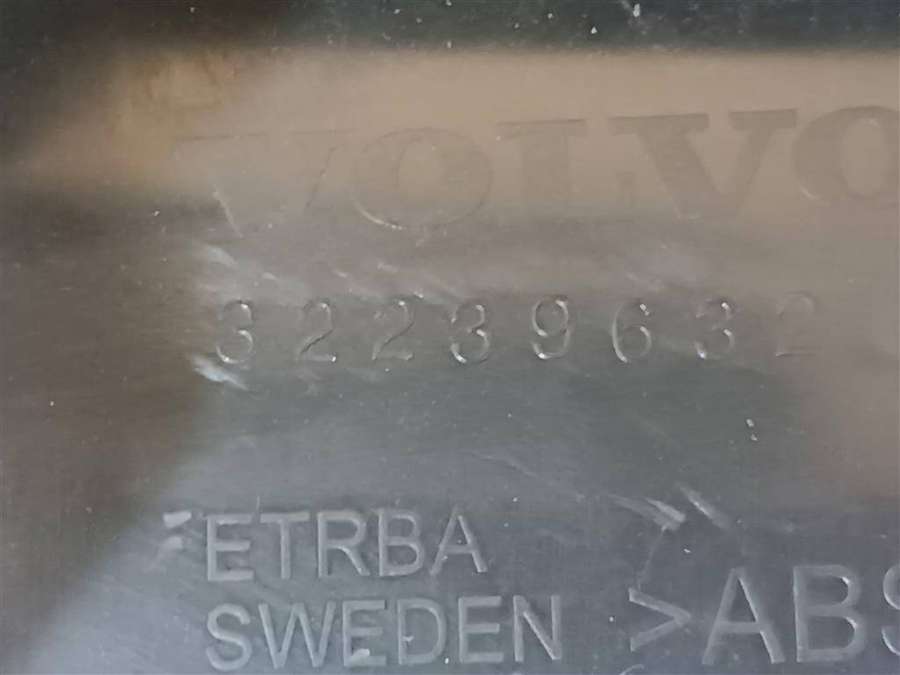 VOLVO
32239632
ETRBA
SWEDEN >ABS